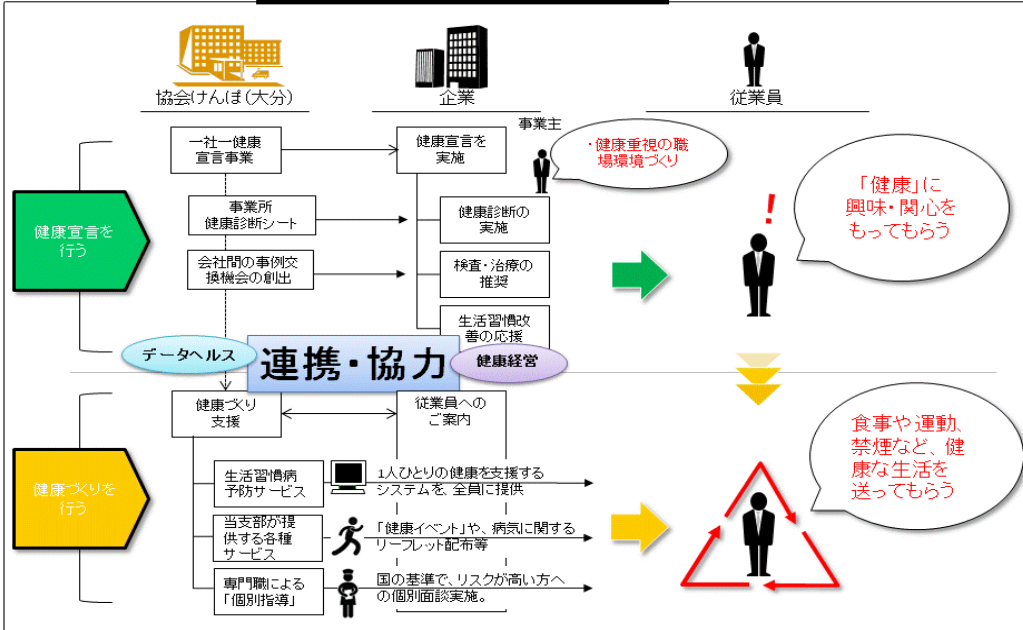 協会けんぽ(大分)
企業
従業員
健康宣言を
行う
一社一健康
宣言事業
事業所
健康診断シート
会社間の事例交
換機会の創出
健康宣言を
実施
事業主
・健康重視の職
場環境づくり
健康診断の
実施
検査・治療の
推奨
生活習慣改
善の応援
!
「健康」に
興味・関心を
もってもらう
データヘルス
連携・協力
健康経営
健康づくりを
行う
健康づくり
支援
従業員への
ご案内
生活習慣病
予防サービス
1人ひとりの健康を支援する
システムを、全員に提供
当支部が提
供する各種
サービス
「健康イベント」や、病気に関する
リーフレット配布等
専門職による
「個別指導」
国の基準で、リスクが高い方へ
の個別面談実施。
食事や運動、
禁煙など、健
康な生活を
送ってもらう